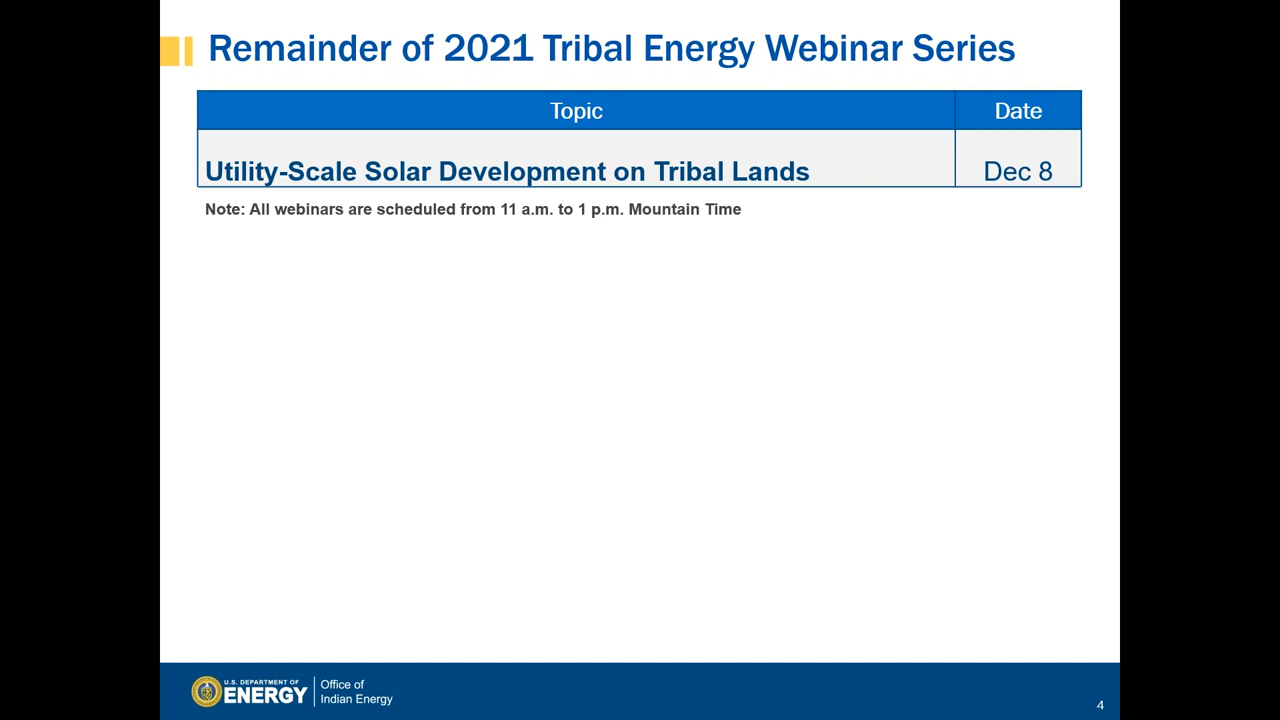 Remainder of 2021 Tribal Energy Webinar Series
Topic
Date
Utility-Scale Solar Development on Tribal Lands
Dec 8
Note: All webinars are scheduled from 11 a.m. to 1 p.m. Mountain Time
U.S. DEPARTMENT OF
ENERGY
Office of
Indian Energy
4